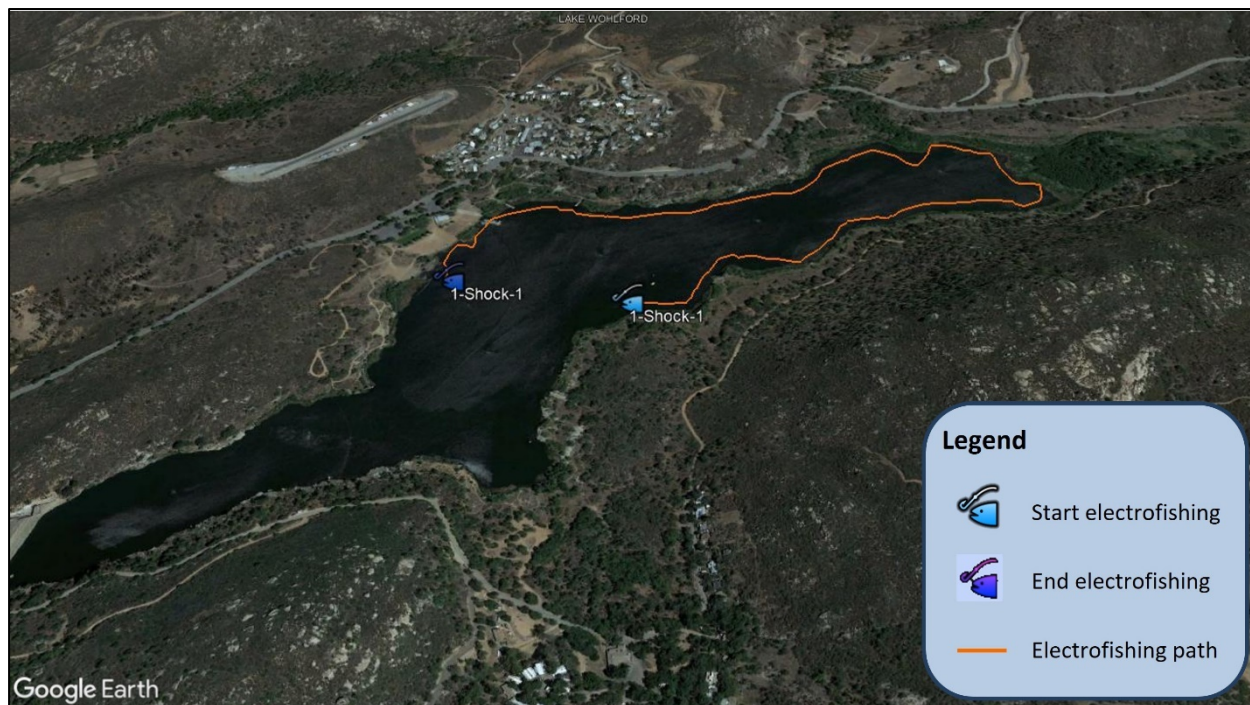 LAKE WOHLFORD
1-Shock-1
1-Shock-1
Legend
Start electrofishing
End electrofishing
Electrofishing path
Google Earth